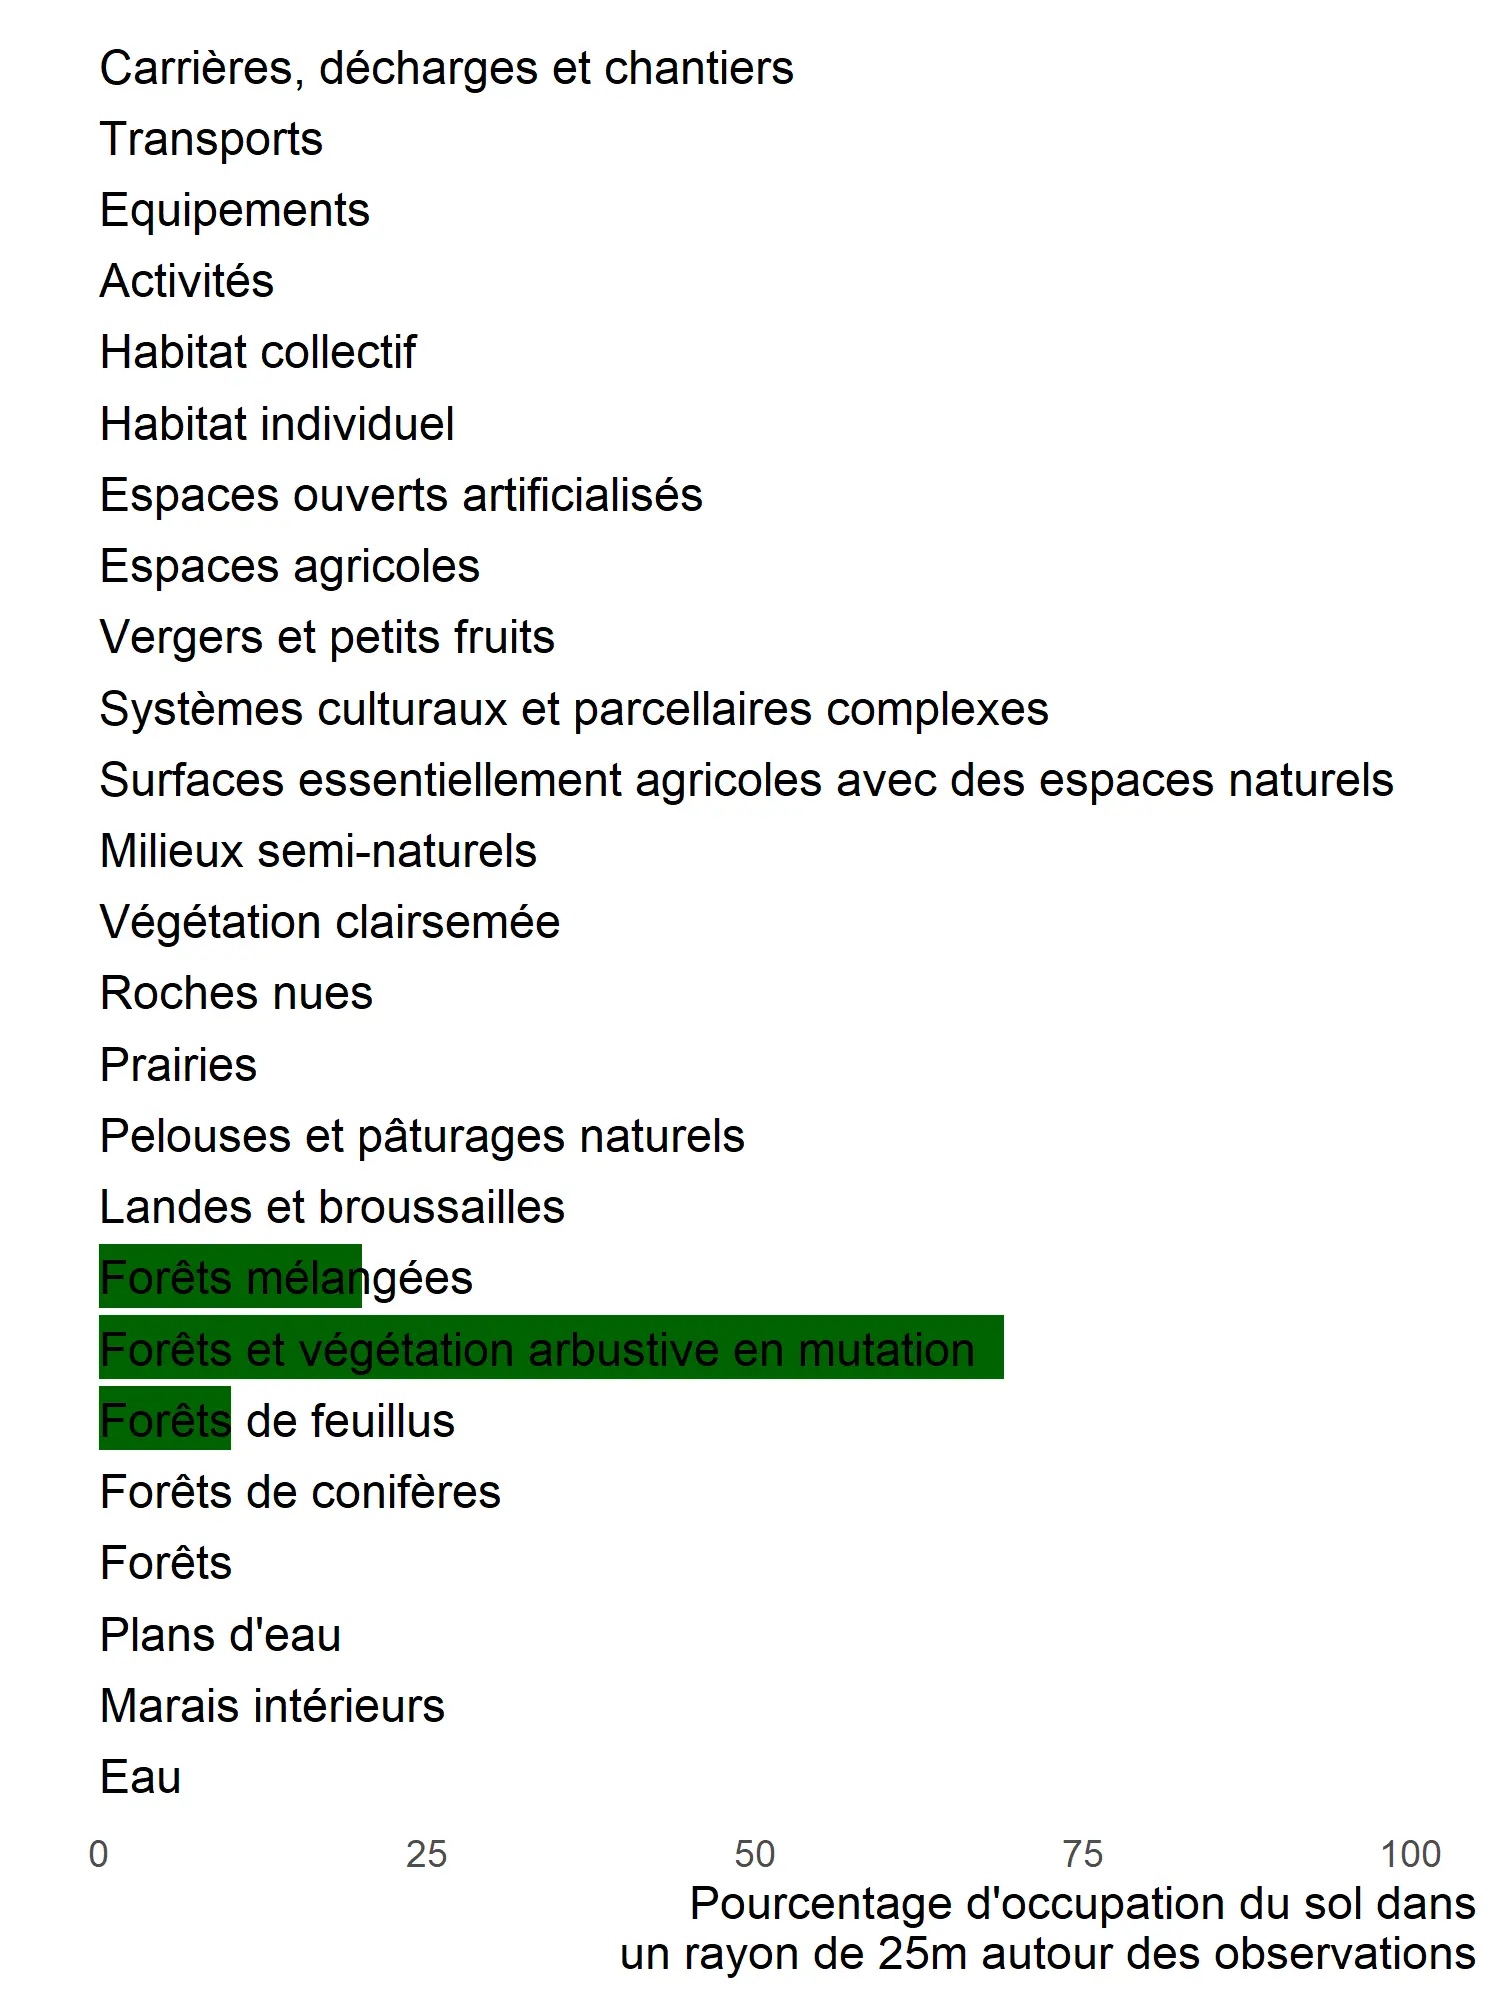 Carrières, décharges et chantiers
Transports
Equipements
Activités
Habitat collectif
Habitat individuel
Espaces ouverts artificialisés
Espaces agricoles
Vergers et petits fruits
Systèmes culturaux et parcellaires complexes
Surfaces essentiellement agricoles avec des espaces naturels
Milieux semi-naturels
Végétation clairsemée
Roches nues
Prairies
Pelouses et pâturages naturels
Landes et broussailles
Forêts mélangées
Forêts et végétation arbustive en mutation
Forêts de feuillus
Forêts de conifères
Forêts
Plans d'eau
Marais intérieurs
Eau
0 25 50 75 100
Pourcentage d'occupation du sol dans
un rayon de 25m autour des observations